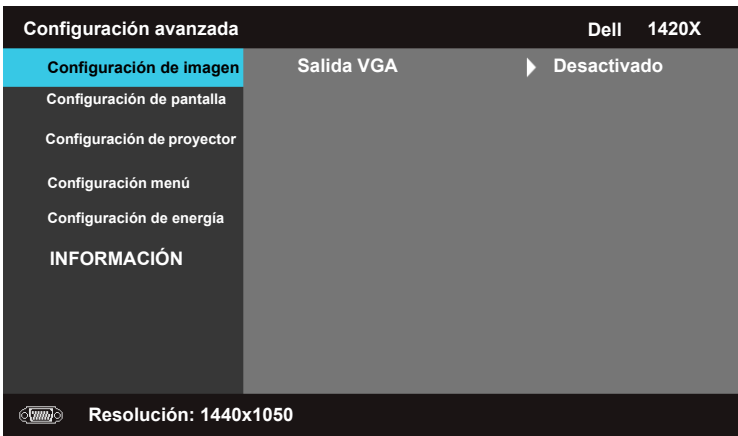 Configuración avanzada Dell 1420X
Configuración de imagen Salida VGA Desactivado
Configuración de pantalla
Configuración de proyector
Configuración menú
Configuración de energía
INFORMACIÓN
Resolución: 1440x1050